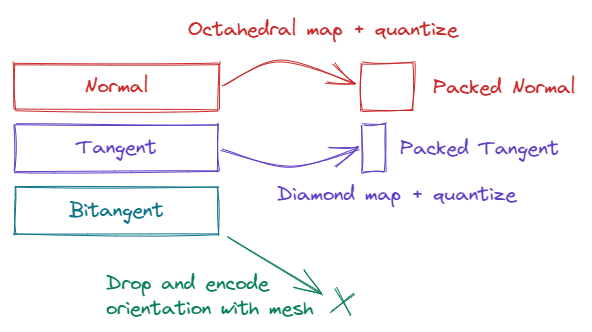 Octahedral map + quantize
Normal
Packed Normal
Tangent
Packed Tangent
Diamond map + quantize
Bitangent
Drop and encode
orientation with mesh